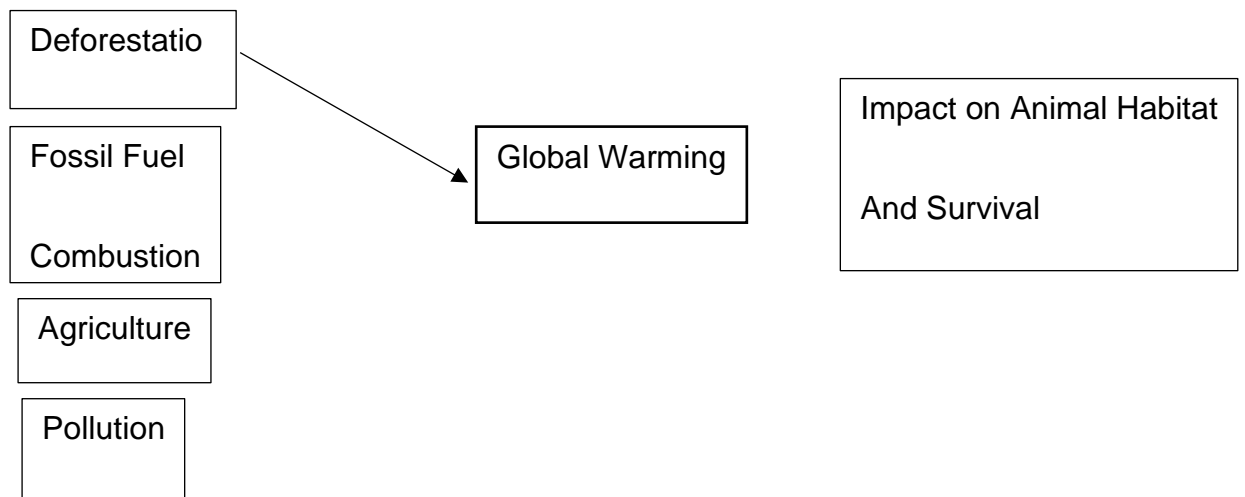 Deforestatio
Fossil Fuel
Combustion
Agriculture
Pollution
Global Warming
Impact on Animal Habitat
And Survival